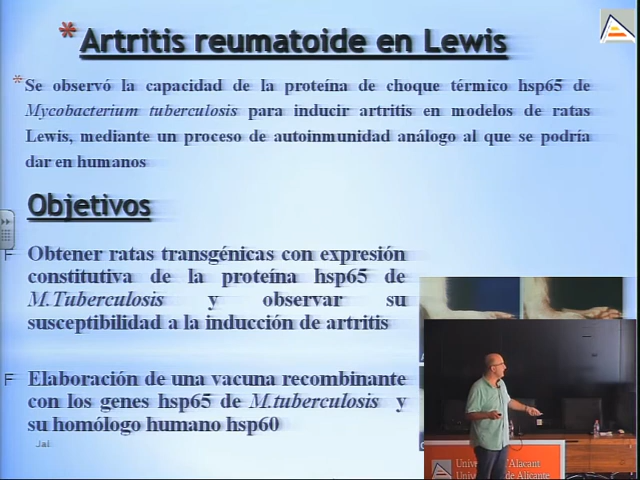 * Artritis reumatoide en Lewis
* Se observó la capacidad de la proteína de choque térmico hsp65 de
Mycobacterium tuberculosis para inducir artritis en modelos de ratas
Lewis, mediante un proceso de autoinmunidad análogo al que se podría
dar en humanos
Objetivos
F Obtener ratas transgénicas con expresión
constitutiva de la proteína hsp65 de
M.Tuberculosis y observar su
susceptibilidad a la inducción de artritis
F Elaboración de una vacuna recombinante
con los genes hsp65 de M.tuberculosis y
su homólogo humano hsp60
Jal
d'Alacant
de Alicante